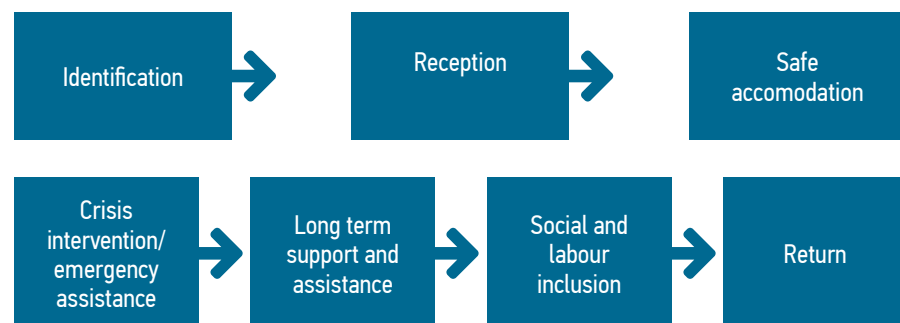 Identification
Reception
Safe
accomodation
Crisis
intervention/
emergency
assistance
Long term
support and
assistance
Social and
labour
inclusion
Return